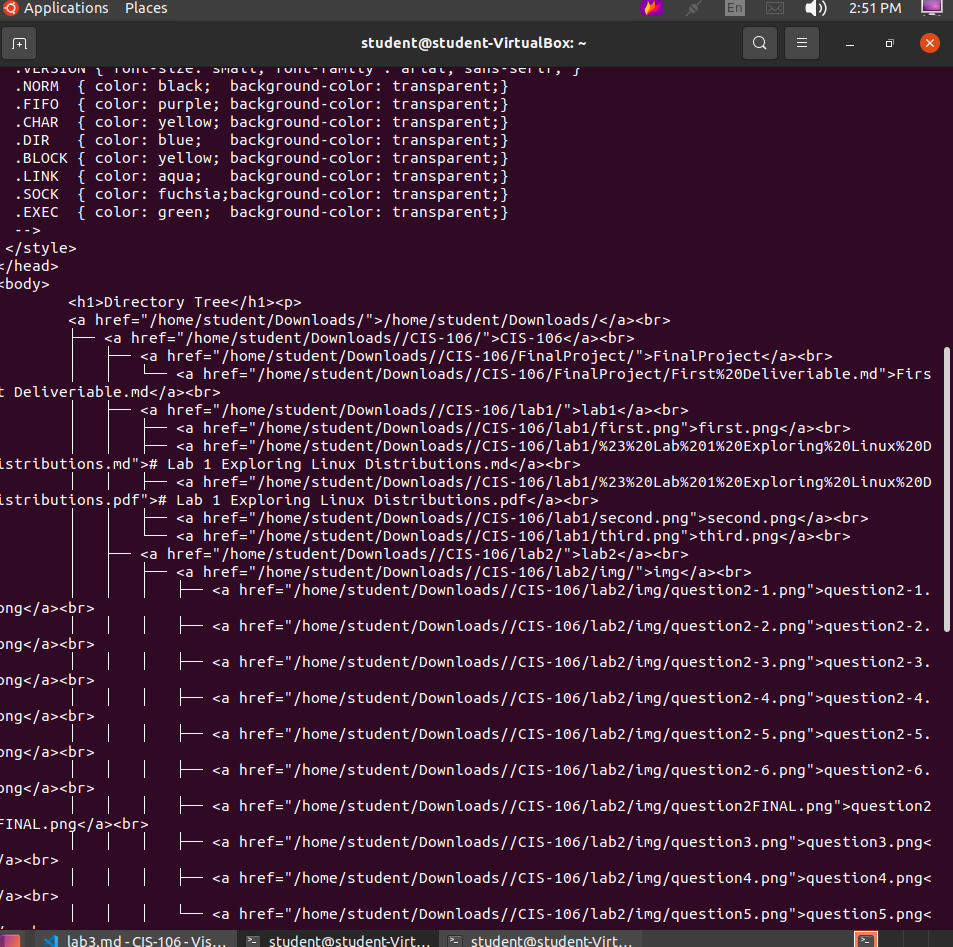 Applications Places En 2:51 PM
student@student-VirtualBox: ~
.VERSION { font-size: small; font-family : arial, sans-serif; }
.NORM  { color: black;  background-color: transparent;}
.FIFO  { color: purple; background-color: transparent;}
.CHAR  { color: yellow; background-color: transparent;}
.DIR   { color: blue;   background-color: transparent;}
.BLOCK { color: yellow; background-color: transparent;}
.LINK  { color: aqua;   background-color: transparent;}
.SOCK  { color: fuchsia;background-color: transparent;}
.EXEC  { color: green;  background-color: transparent;}
-->
</style>
</head>
<body>
<h1>Directory Tree</h1><p>
<a href="/home/student/Downloads/">/home/student/Downloads/</a><br>
├── <a href="/home/student/Downloads//CIS-106/">CIS-106</a><br>
│   ├── <a href="/home/student/Downloads//CIS-106/FinalProject/">FinalProject</a><br>
│   │   └── <a href="/home/student/Downloads//CIS-106/FinalProject/First%20Deliveriable.md">Firs
t Deliveriable.md</a><br>
│   ├── <a href="/home/student/Downloads//CIS-106/lab1/">lab1</a><br>
│   │   ├── <a href="/home/student/Downloads//CIS-106/lab1/first.png">first.png</a><br>
│   │   ├── <a href="/home/student/Downloads//CIS-106/lab1/%23%20Lab%201%20Exploring%20Linux%20D
istributions.md"># Lab 1 Exploring Linux Distributions.md</a><br>
│   │   ├── <a href="/home/student/Downloads//CIS-106/lab1/%23%20Lab%201%20Exploring%20Linux%20D
istributions.pdf"># Lab 1 Exploring Linux Distributions.pdf</a><br>
│   │   ├── <a href="/home/student/Downloads//CIS-106/lab1/second.png">second.png</a><br>
│   │   └── <a href="/home/student/Downloads//CIS-106/lab1/third.png">third.png</a><br>
│   ├── <a href="/home/student/Downloads//CIS-106/lab2/">lab2</a><br>
│   │   ├── <a href="/home/student/Downloads//CIS-106/lab2/img/">img</a><br>
│   │   │   ├── <a href="/home/student/Downloads//CIS-106/lab2/img/question2-1.png">question2-1.
png</a><br>
│   │   │   ├── <a href="/home/student/Downloads//CIS-106/lab2/img/question2-2.png">question2-2.
png</a><br>
│   │   │   ├── <a href="/home/student/Downloads//CIS-106/lab2/img/question2-3.png">question2-3.
png</a><br>
│   │   │   ├── <a href="/home/student/Downloads//CIS-106/lab2/img/question2-4.png">question2-4.
png</a><br>
│   │   │   ├── <a href="/home/student/Downloads//CIS-106/lab2/img/question2-5.png">question2-5.
png</a><br>
│   │   │   ├── <a href="/home/student/Downloads//CIS-106/lab2/img/question2-6.png">question2-6.
png</a><br>
│   │   │   ├── <a href="/home/student/Downloads//CIS-106/lab2/img/question2FINAL.png">question2
FINAL.png</a><br>
│   │   │   ├── <a href="/home/student/Downloads//CIS-106/lab2/img/question3.png">question3.png<
/a><br>
│   │   │   ├── <a href="/home/student/Downloads//CIS-106/lab2/img/question4.png">question4.png<
/a><br>
│   │   │   └── <a href="/home/student/Downloads//CIS-106/lab2/img/question5.png">question5.png<
lab3.md - CIS-106 - Vis... student@student-Virt... student@student-Virt...